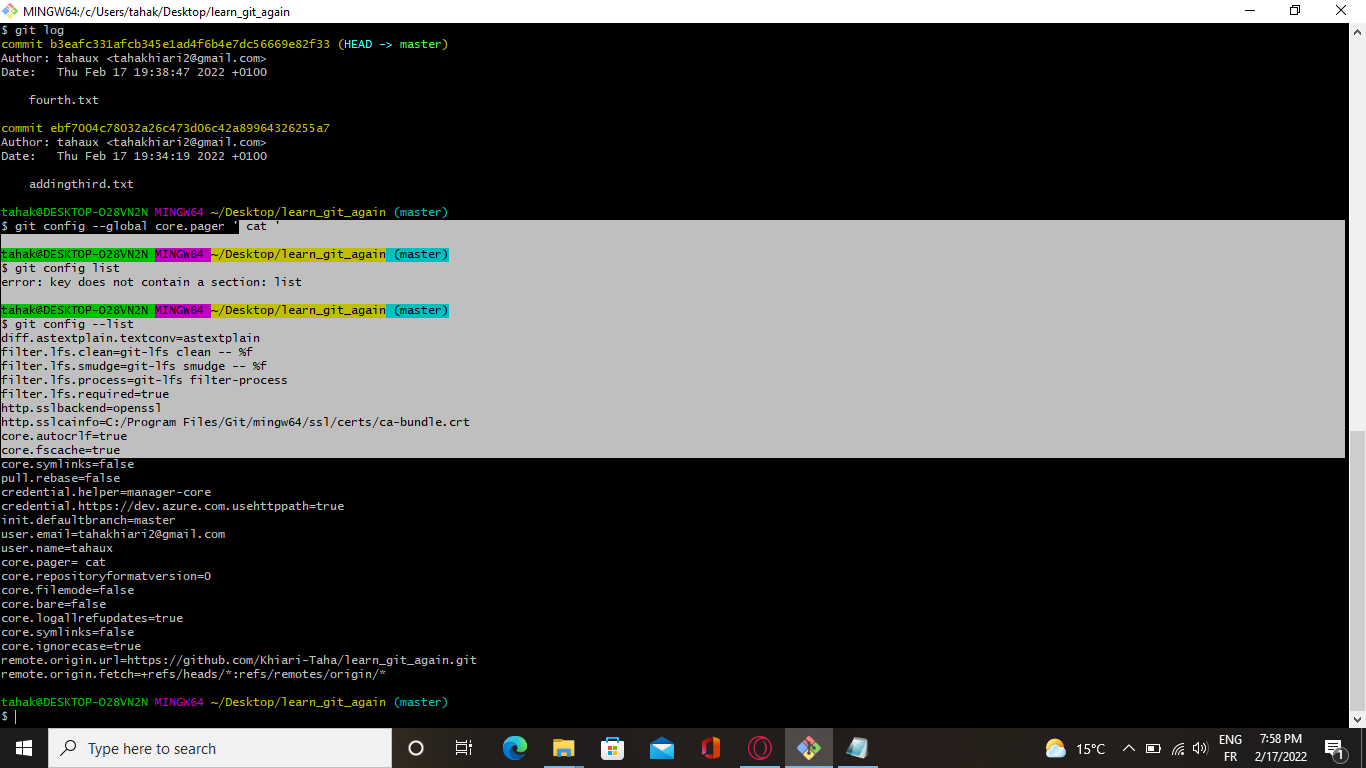 MINGW64:/c/Users/tahak/Desktop/learn_git_again
$ git log
commit b3eafc331afcb345e1ad4f6b4e7dc56669e82f33 (HEAD -> master)
Author: tahaux <tahakhiari2@gmail.com>
Date:   Thu Feb 17 19:38:47 2022 +0100
fourth.txt
commit ebf7004c78032a26c473d06c42a89964326255a7
Author: tahaux <tahakhiari2@gmail.com>
Date:   Thu Feb 17 19:34:19 2022 +0100
addingthird.txt
tahak@DESKTOP-O28VN2N MINGW64 ~/Desktop/learn_git_again (master)
$ git config --global core.pager ' cat '
tahak@DESKTOP-O28VN2N MINGW64 ~/Desktop/learn_git_again (master)
$ git config list
error: key does not contain a section: list
tahak@DESKTOP-O28VN2N MINGW64 ~/Desktop/learn_git_again (master)
$ git config --list
diff.astextplain.textconv=astextplain
filter.lfs.clean=git-lfs clean -- %f
filter.lfs.smudge=git-lfs smudge -- %f
filter.lfs.process=git-lfs filter-process
filter.lfs.required=true
http.sslbackend=openssl
http.sslcainfo=C:/Program Files/Git/mingw64/ssl/certs/ca-bundle.crt
core.autocrlf=true
core.fscache=true
core.symlinks=false
pull.rebase=false
credential.helper=manager-core
credential.https://dev.azure.com.usehttppath=true
init.defaultbranch=master
user.email=tahakhiari2@gmail.com
user.name=tahaux
core.pager= cat
core.repositoryformatversion=0
core.filemode=false
core.bare=false
core.logallrefupdates=true
core.symlinks=false
core.ignorecase=true
remote.origin.url=https://github.com/Khiari-Taha/learn_git_again.git
remote.origin.fetch=+refs/heads/*:refs/remotes/origin/*
tahak@DESKTOP-O28VN2N MINGW64 ~/Desktop/learn_git_again (master)
$
Type here to search
15°C
ENG
FR
7:58 PM
2/17/2022
1